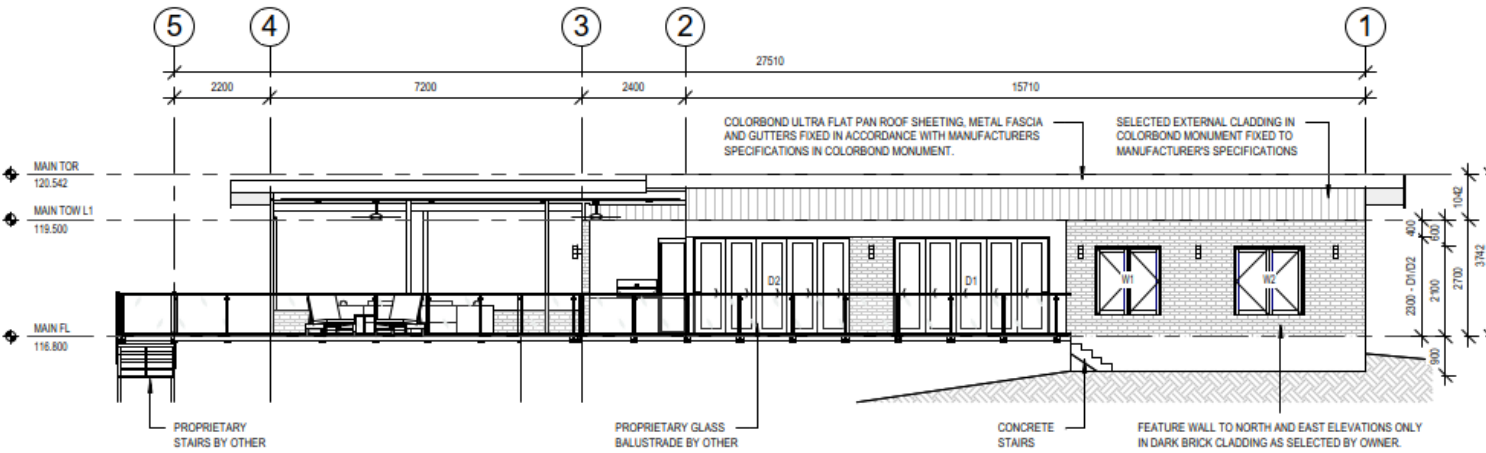 5
4
3
2
1
27510
2200
7200
2400
15710
COLORBOND ULTRA FLAT PAN ROOF SHEETING, METAL FASCIA
AND GUTTERS FIXED IN ACCORDANCE WITH MANUFACTURERS
SPECIFICATIONS IN COLORBOND MONUMENT.
SELECTED EXTERNAL CLADDING IN
COLORBOND MONUMENT FIXED TO
MANUFACTURER'S SPECIFICATIONS
MAIN TOR
120.542
MAIN TOW L1
119.500
MAIN FL
116.800
D2
D1
W1
W2
1042
400
600
2300 - D1/D2
2100
2700
3742
900
PROPRIETARY
STAIRS BY OTHER
PROPRIETARY GLASS
BALUSTRADE BY OTHER
CONCRETE
STAIRS
FEATURE WALL TO NORTH AND EAST ELEVATIONS ONLY
IN DARK BRICK CLADDING AS SELECTED BY OWNER.